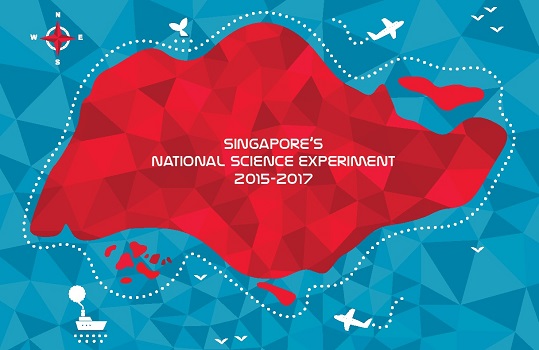 N
W E
S
SINGAPORE'S
NATIONAL SCIENCE EXPERIMENT
2015-2017